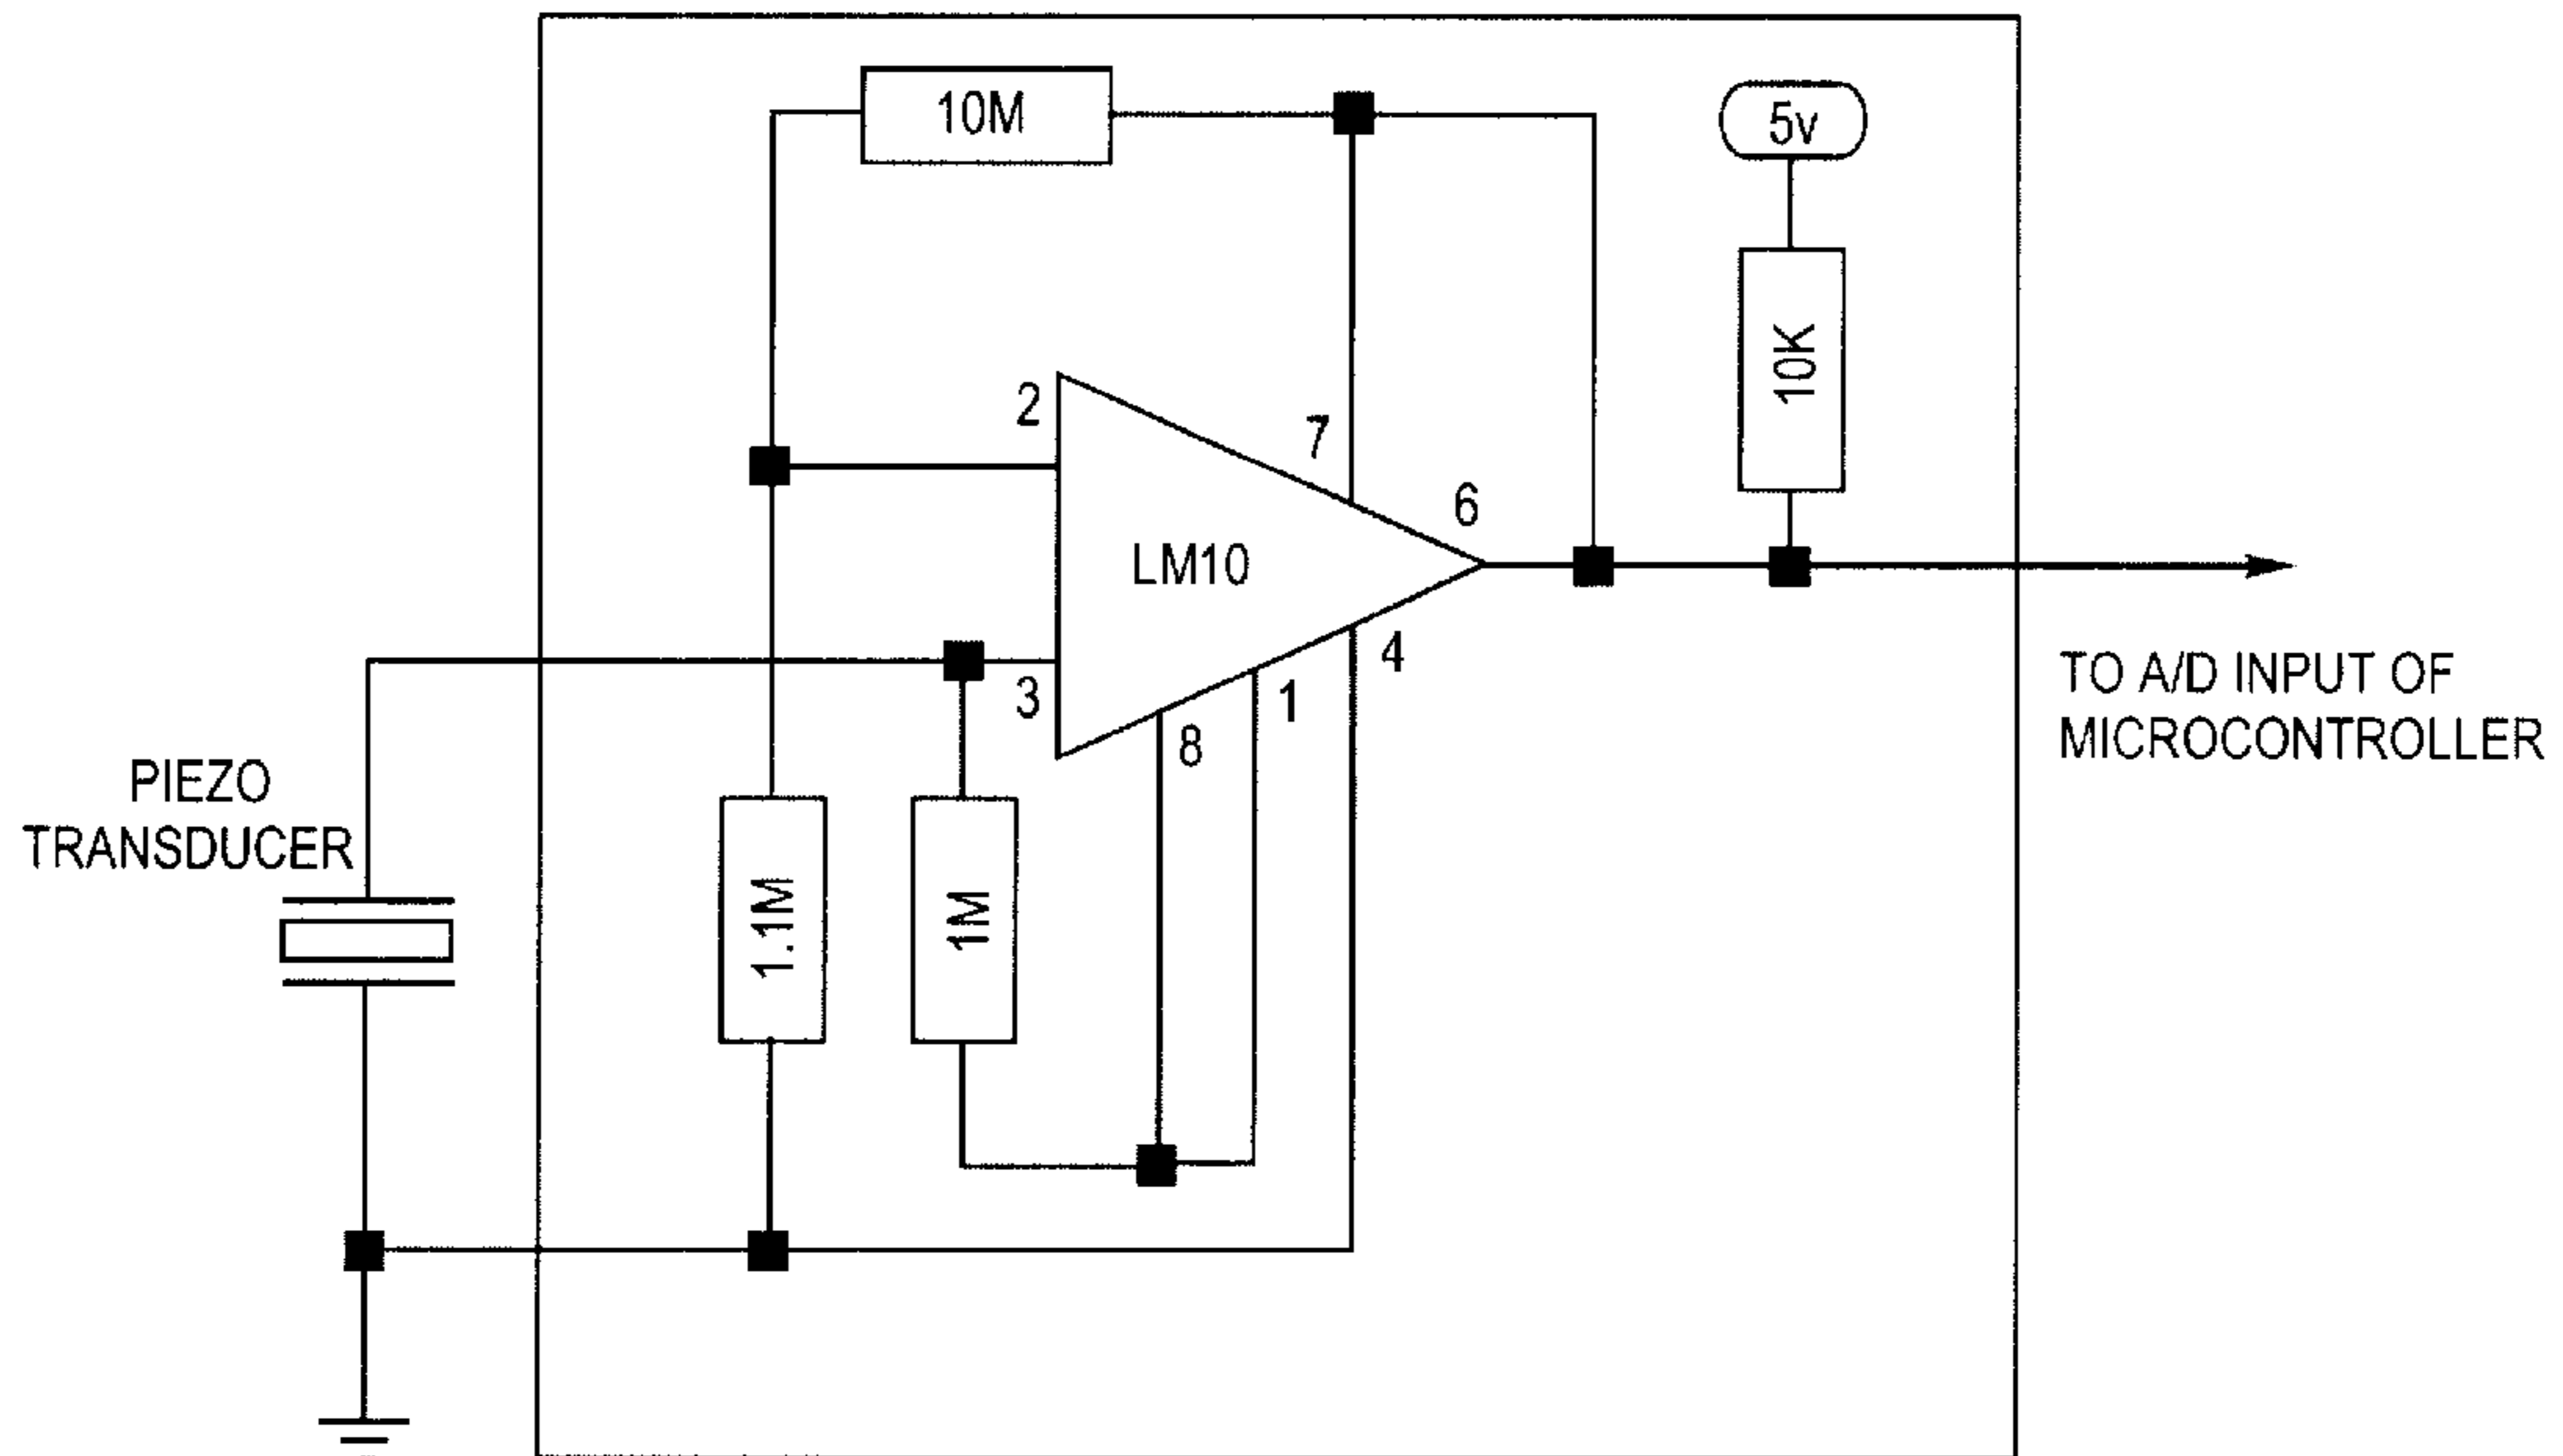 10M
5v
10K
2
7
6
LM10
3
4
1
8
TO A/D INPUT OF
MICROCONTROLLER
PIEZO
TRANSDUCER
1.1M
1M